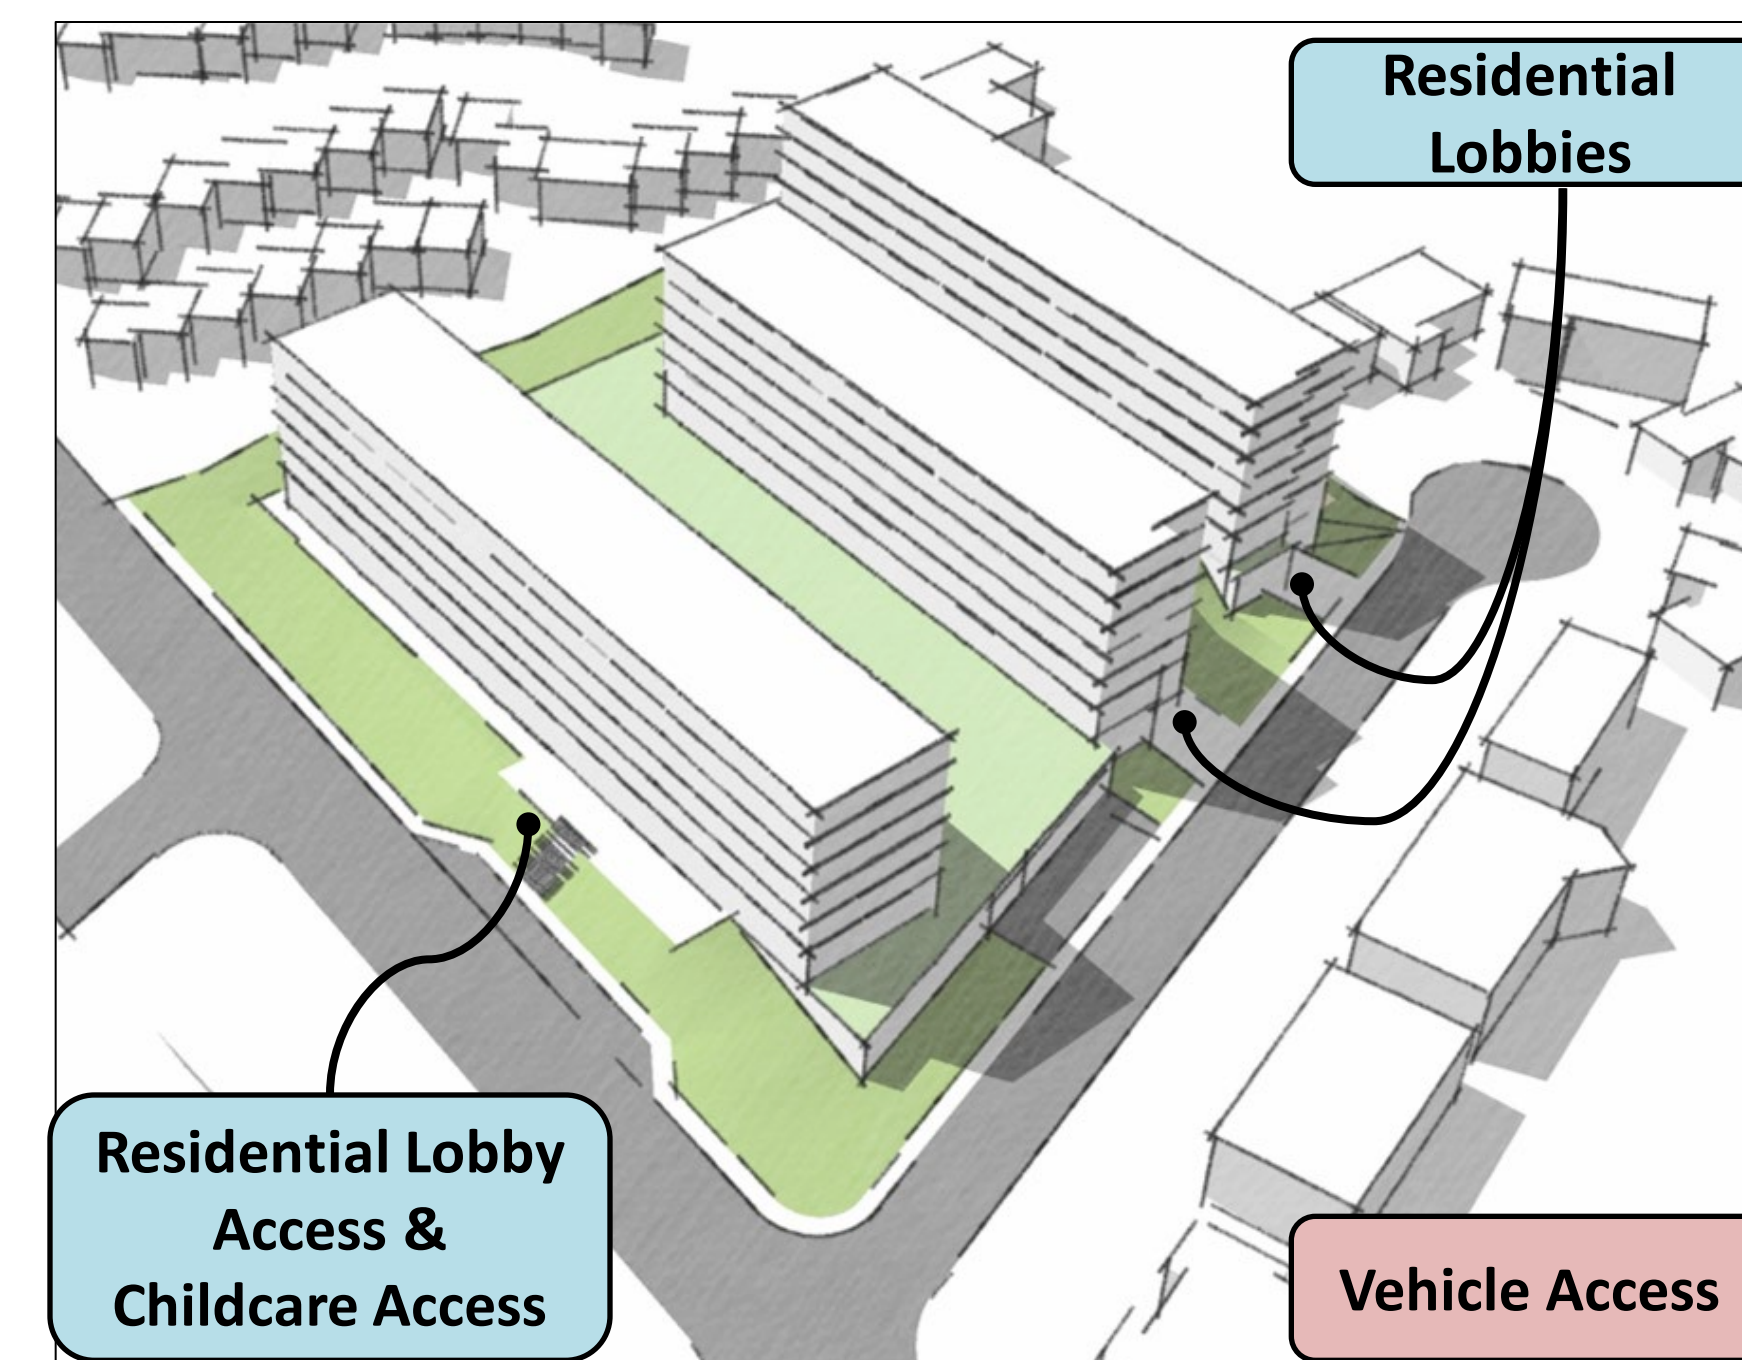 Residential
Lobbies
Residential Lobby
Access &
Childcare Access
Vehicle Access